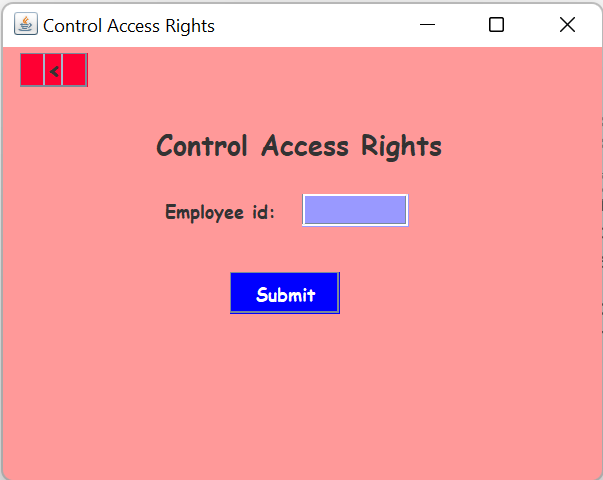 Control Access Rights
<
Control Access Rights
Employee id:
Submit